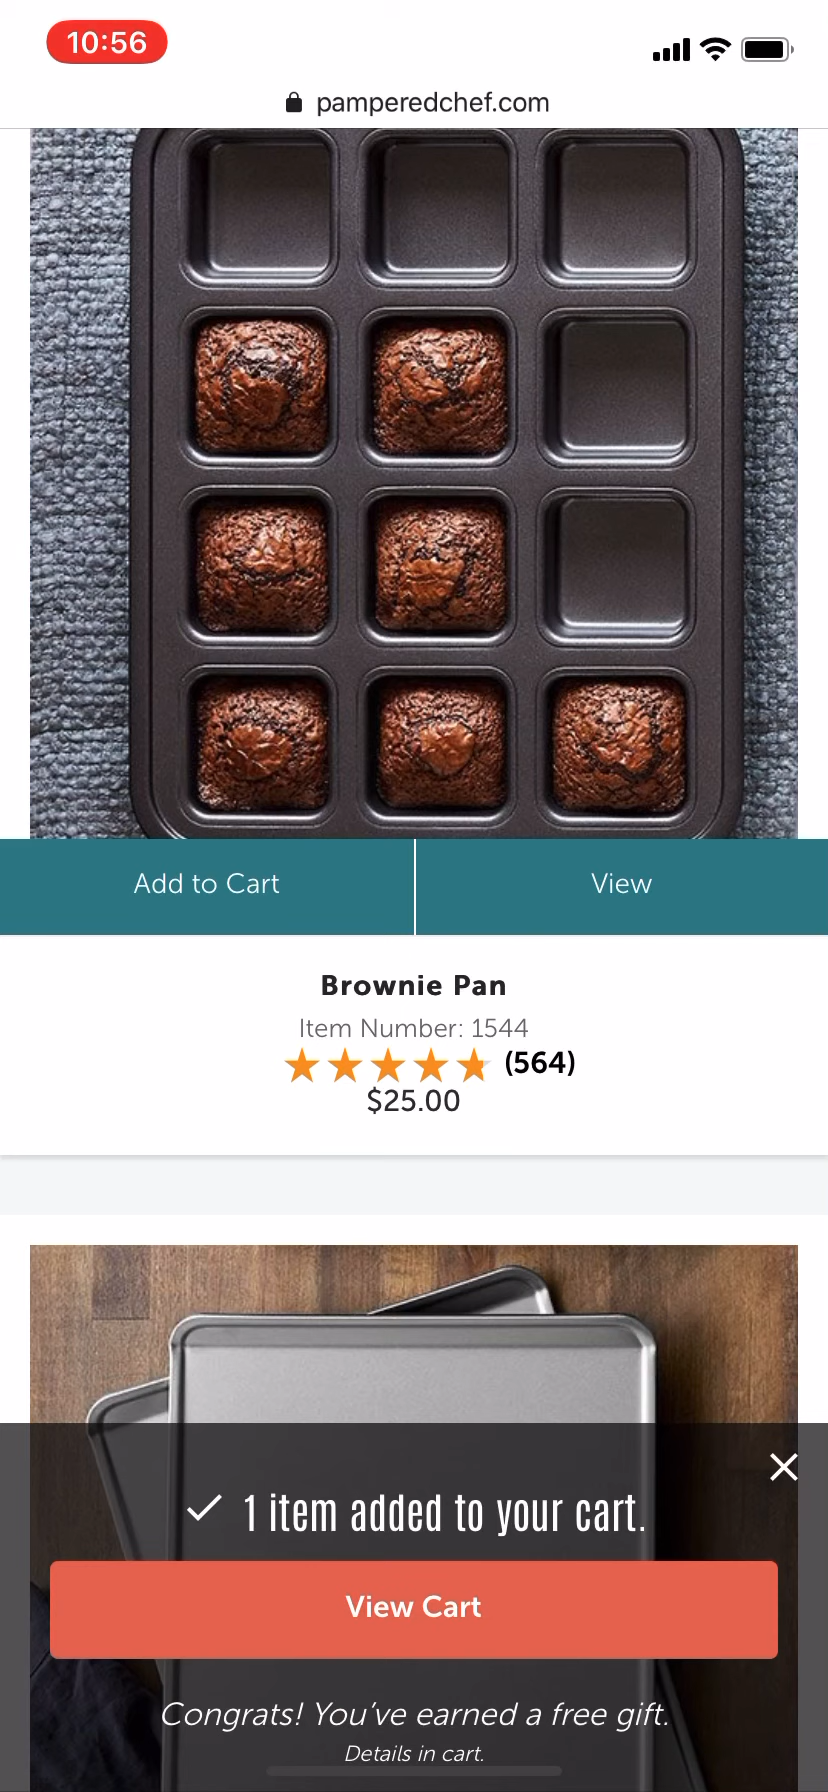 10:56
pamperedchef.com
Add to Cart
View
Brownie Pan
Item Number: 1544
(564)
$25.00
1 item added to your cart.
View Cart
Congrats! You've earned a free gift.
Details in cart.